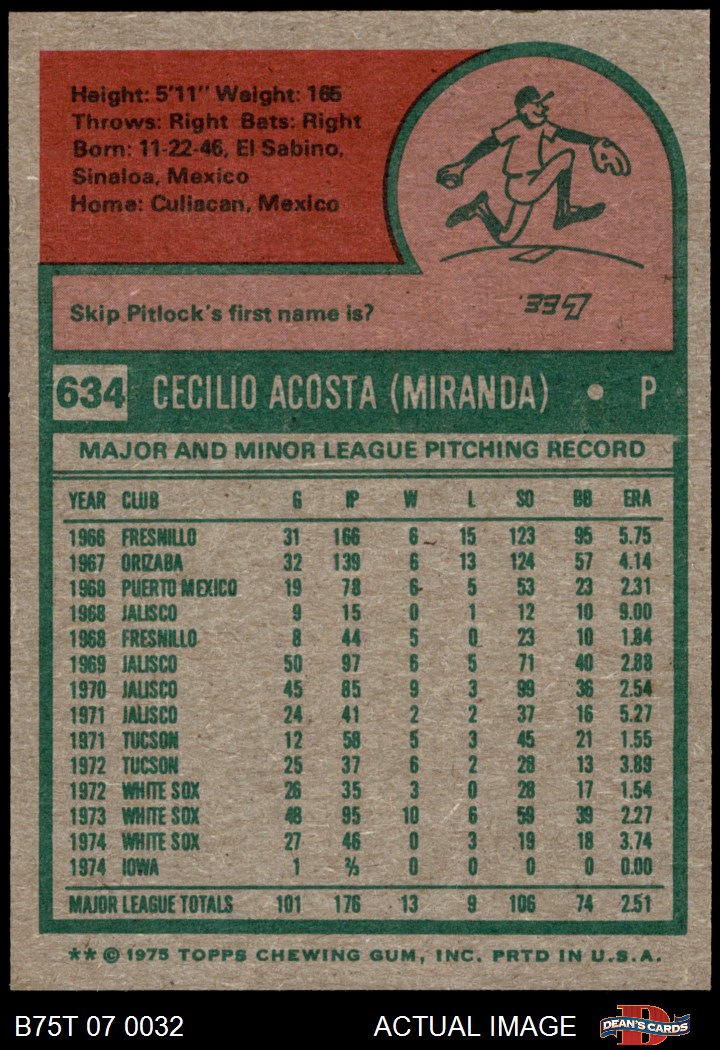 Height: 5'11" Weight: 165
Throws: Right Bats: Right
Born: 11-22-46, El Sabino,
Sinaloa, Mexico
Home: Culiacan, Mexico
Skip Pitlock's first name is?
Lee.
634 CECILIO ACOSTA (MIRANDA) • P
MAJOR AND MINOR LEAGUE PITCHING RECORD
YEAR CLUB G IP W L SO BB ERA
1966 FRESNILLO 31 166 6 15 123 95 5.75
1967 ORIZABA 32 139 6 13 124 57 4.14
1968 PUERTO MEXICO 19 78 6 5 53 23 2.31
1968 JALISCO 9 15 0 1 12 10 9.00
1968 FRESNILLO 8 44 5 0 23 10 1.84
1969 JALISCO 50 97 6 5 71 40 2.88
1970 JALISCO 45 85 9 3 99 36 2.54
1971 JALISCO 24 41 2 2 37 16 5.27
1971 TUCSON 12 58 5 3 45 21 1.55
1972 TUCSON 25 37 6 2 28 13 3.89
1972 WHITE SOX 26 35 3 0 28 17 1.54
1973 WHITE SOX 48 95 10 6 59 39 2.27
1974 WHITE SOX 27 46 0 3 19 18 3.74
1974 IOWA 1 ⅔ 0 0 0 0 0.00
MAJOR LEAGUE TOTALS 101 176 13 9 106 74 2.51
** © 1975 TOPPS CHEWING GUM, INC. PRTD IN U.S.A.
B75T 07 0032 ACTUAL IMAGE D DEAN'S CARDS